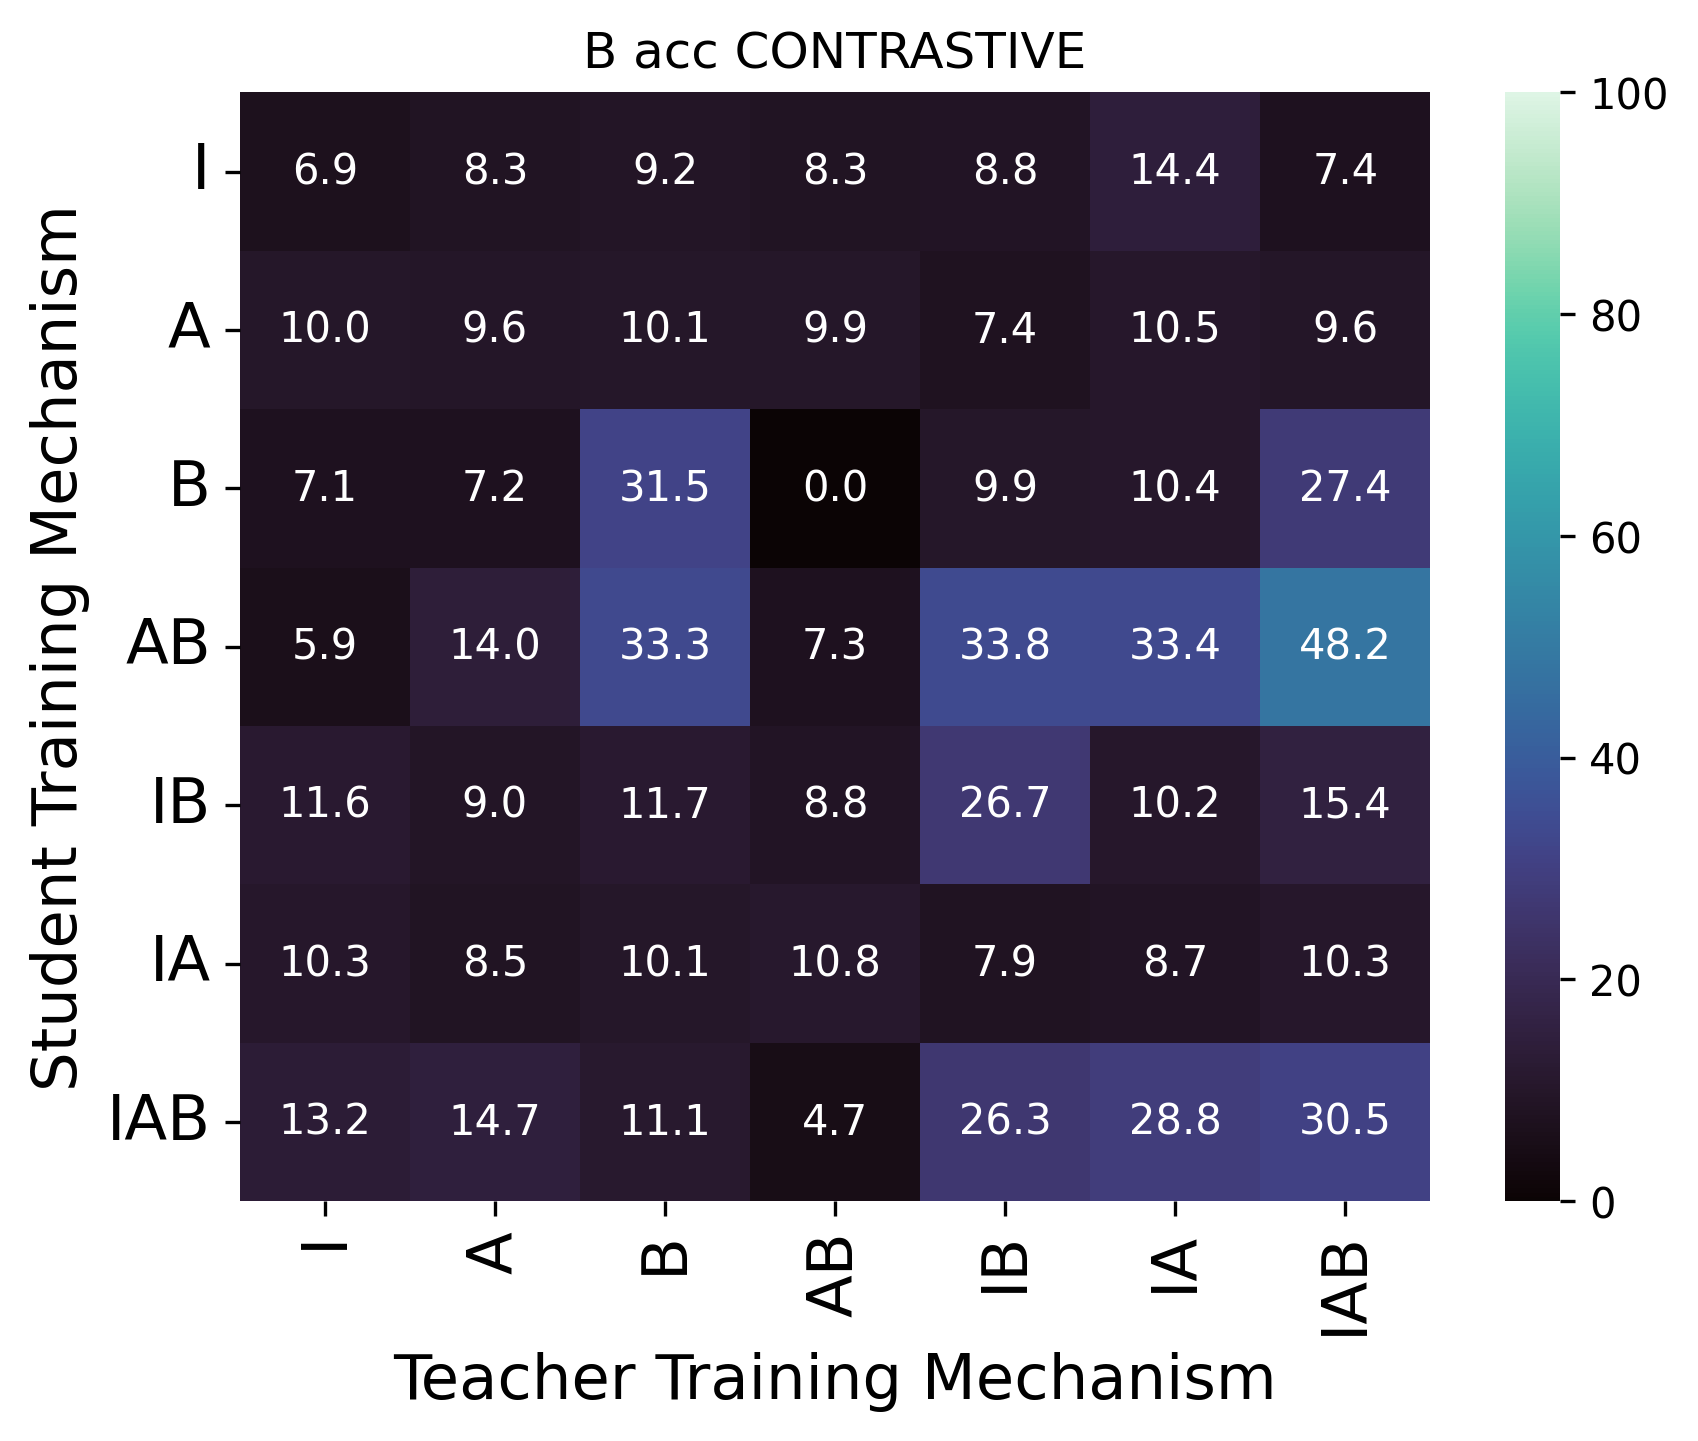 B acc CONTRASTIVE
Student Training Mechanism
I 6.9 8.3 9.2 8.3 8.8 14.4 7.4
A 10.0 9.6 10.1 9.9 7.4 10.5 9.6
B 7.1 7.2 31.5 0.0 9.9 10.4 27.4
AB 5.9 14.0 33.3 7.3 33.8 33.4 48.2
IB 11.6 9.0 11.7 8.8 26.7 10.2 15.4
IA 10.3 8.5 10.1 10.8 7.9 8.7 10.3
IAB 13.2 14.7 11.1 4.7 26.3 28.8 30.5
I A B AB IB IA IAB
Teacher Training Mechanism
100
80
60
40
20
0